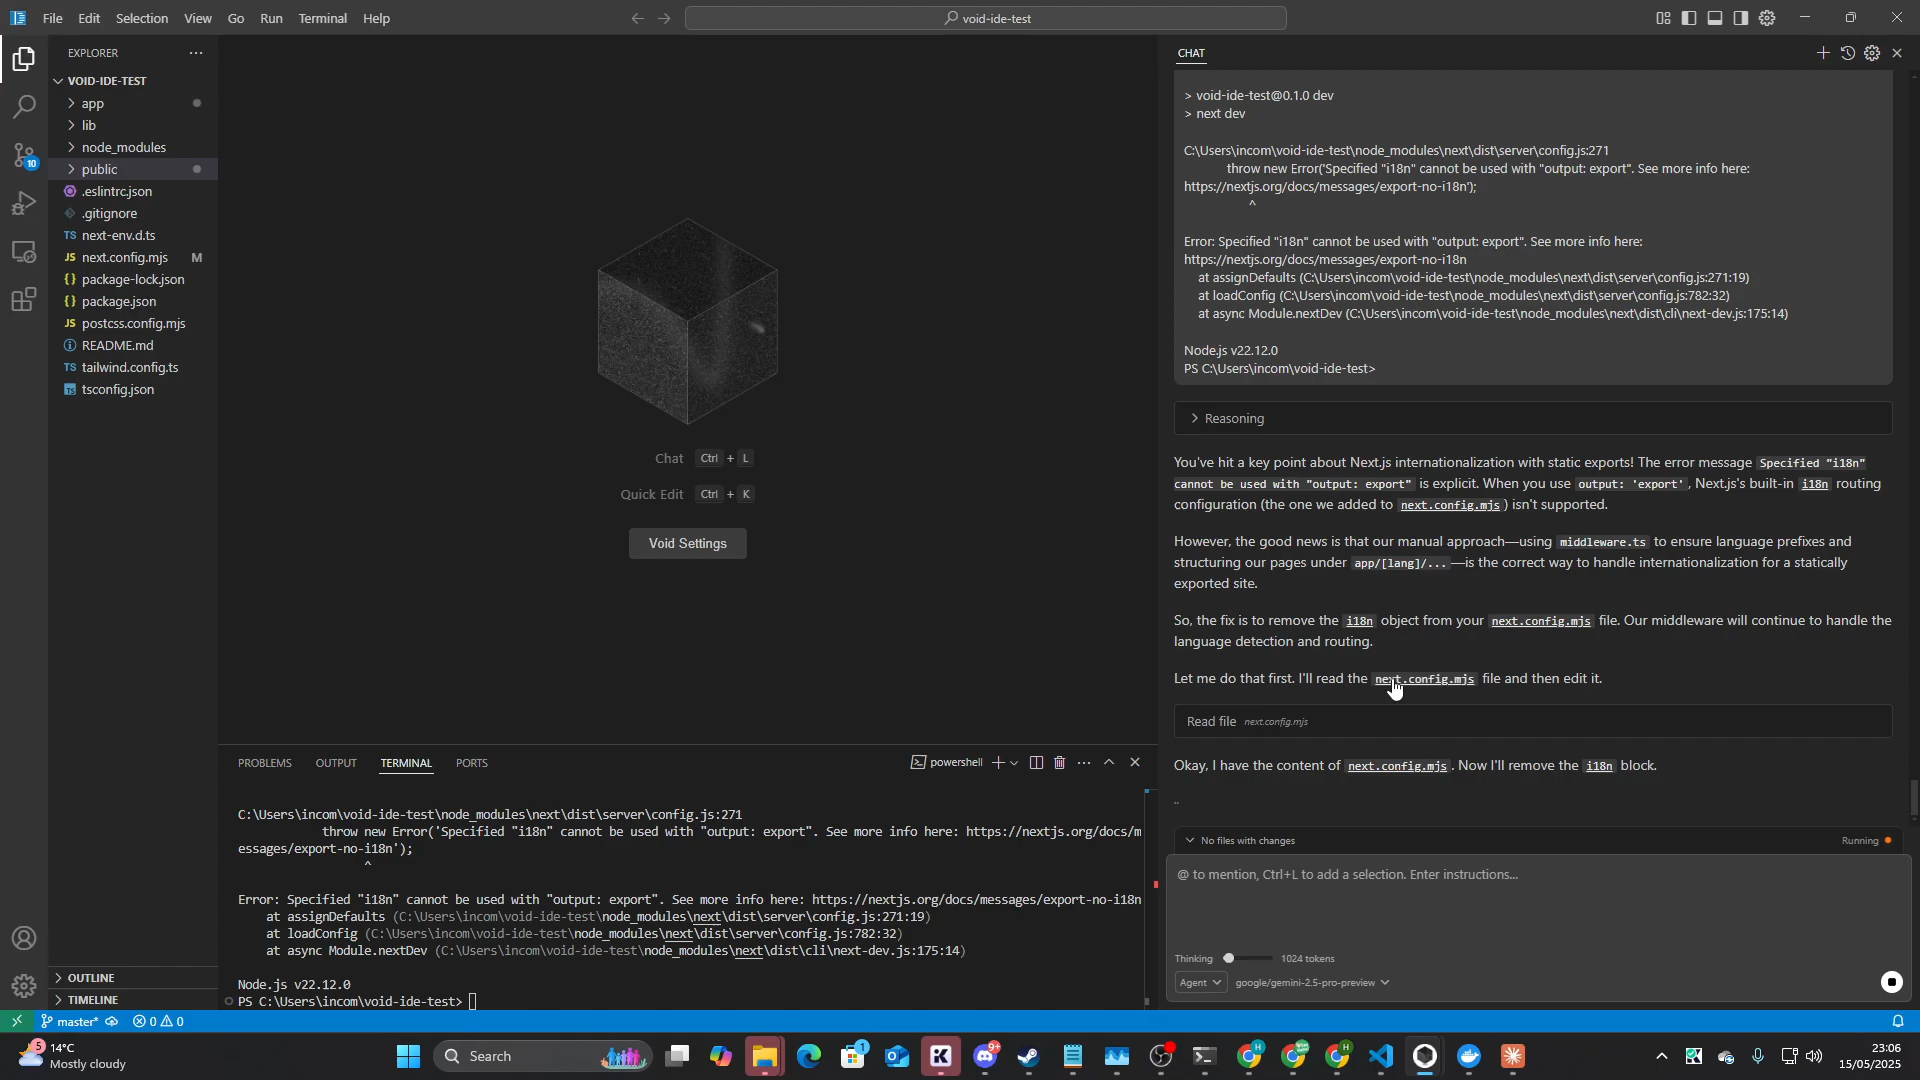 File Edit Selection View Go Run Terminal Help
void-ide-test
EXPLORER
VOID-IDE-TEST
app
lib
node_modules
public
.eslintrc.json
.gitignore
TS next-env.d.ts
JS next.config.mjs M
{} package-lock.json
{} package.json
JS postcss.config.mjs
README.md
TS tailwind.config.ts
tsconfig.json
10
OUTLINE
TIMELINE
Chat Ctrl + L
Quick Edit Ctrl + K
Void Settings
PROBLEMS OUTPUT TERMINAL PORTS
powershell
C:\Users\incom\void-ide-test\node_modules\next\dist\server\config.js:271
throw new Error('Specified "i18n" cannot be used with "output: export". See more info here: https://nextjs.org/docs/m
essages/export-no-i18n');
^
Error: Specified "i18n" cannot be used with "output: export". See more info here: https://nextjs.org/docs/messages/export-no-i18n
at assignDefaults (C:\Users\incom\void-ide-test\node_modules\next\dist\server\config.js:271:19)
at loadConfig (C:\Users\incom\void-ide-test\node_modules\next\dist\server\config.js:782:32)
at async Module.nextDev (C:\Users\incom\void-ide-test\node_modules\next\dist\cli\next-dev.js:175:14)
Node.js v22.12.0
PS C:\Users\incom\void-ide-test>
CHAT
> void-ide-test@0.1.0 dev
> next dev
C:\Users\incom\void-ide-test\node_modules\next\dist\server\config.js:271
throw new Error('Specified "i18n" cannot be used with "output: export". See more info here:
https://nextjs.org/docs/messages/export-no-i18n');
^
Error: Specified "i18n" cannot be used with "output: export". See more info here:
https://nextjs.org/docs/messages/export-no-i18n
at assignDefaults (C:\Users\incom\void-ide-test\node_modules\next\dist\server\config.js:271:19)
at loadConfig (C:\Users\incom\void-ide-test\node_modules\next\dist\server\config.js:782:32)
at async Module.nextDev (C:\Users\incom\void-ide-test\node_modules\next\dist\cli\next-dev.js:175:14)
Node.js v22.12.0
PS C:\Users\incom\void-ide-test>
Reasoning
You've hit a key point about Next.js internationalization with static exports! The error message Specified "i18n"
cannot be used with "output: export" is explicit. When you use output: 'export', Next.js's built-in i18n routing
configuration (the one we added to next.config.mjs) isn't supported.
However, the good news is that our manual approach—using middleware.ts to ensure language prefixes and
structuring our pages under app/[lang]/... —is the correct way to handle internationalization for a statically
exported site.
So, the fix is to remove the i18n object from your next.config.mjs file. Our middleware will continue to handle the
language detection and routing.
Let me do that first. I'll read the next.config.mjs file and then edit it.
Read file next.config.mjs
Okay, I have the content of next.config.mjs. Now I'll remove the i18n block.
..
No files with changes Running
@ to mention, Ctrl+L to add a selection. Enter instructions...
Thinking 1024 tokens
Agent google/gemini-2.5-pro-preview
master* 0 0
5 14°C
Mostly cloudy
Search
1
9+
23:06
15/05/2025